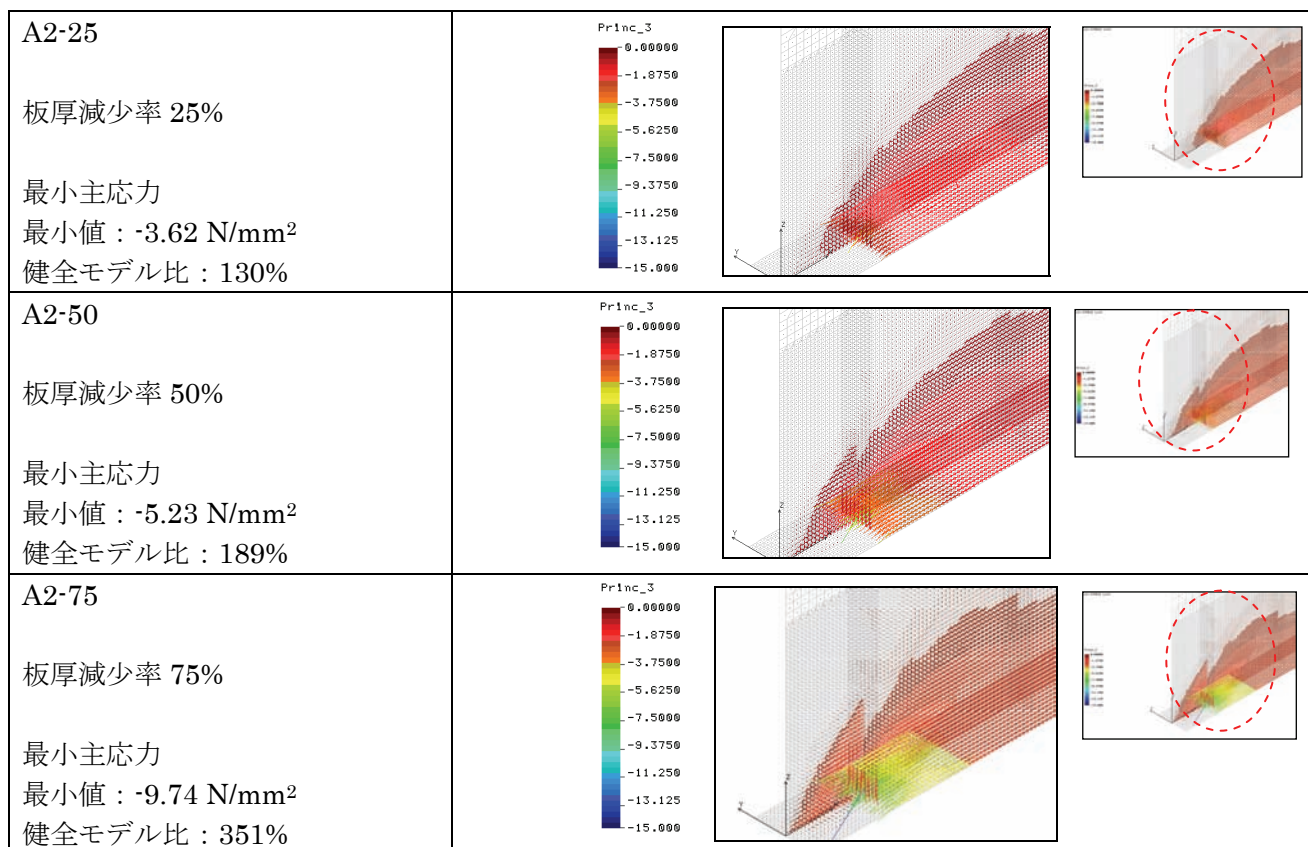 A2-25
板厚減少率 25%
最小主応力
最小値：-3.62 N/mm²
健全モデル比：130%
Princ_3
0.00000
-1.8750
-3.7500
-5.6250
-7.5000
-9.3750
-11.250
-13.125
-15.000
Z
Y
A2-50
板厚減少率 50%
最小主応力
最小値：-5.23 N/mm²
健全モデル比：189%
Princ_3
0.00000
-1.8750
-3.7500
-5.6250
-7.5000
-9.3750
-11.250
-13.125
-15.000
Z
Y
A2-75
板厚減少率 75%
最小主応力
最小値：-9.74 N/mm²
健全モデル比：351%
Princ_3
0.00000
-1.8750
-3.7500
-5.6250
-7.5000
-9.3750
-11.250
-13.125
-15.000
Z
Y